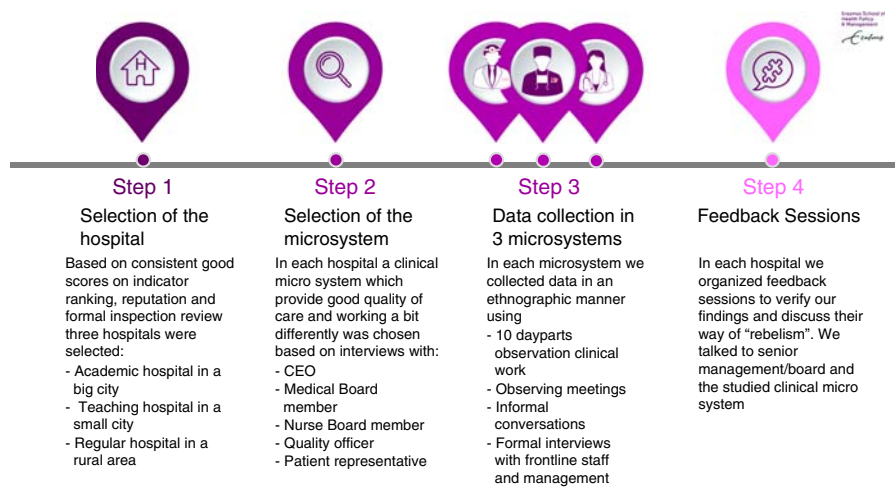 Erasmus School of
Health Policy
& Management
Erasmus
H
Step 1
Selection of the
hospital
Based on consistent good
scores on indicator
ranking, reputation and
formal inspection review
three hospitals were
selected:
- Academic hospital in a
big city
- Teaching hospital in a
small city
- Regular hospital in a
rural area
Step 2
Selection of the
microsystem
In each hospital a clinical
micro system which
provide good quality of
care and working a bit
differently was chosen
based on interviews with:
- CEO
- Medical Board
member
- Nurse Board member
- Quality officer
- Patient representative
Step 3
Data collection in
3 microsystems
In each microsystem we
collected data in an
ethnographic manner
using
- 10 dayparts
observation clinical
work
- Observing meetings
- Informal
conversations
- Formal interviews
with frontline staff
and management
Step 4
Feedback Sessions
In each hospital we
organized feedback
sessions to verify our
findings and discuss their
way of “rebelism”. We
talked to senior
management/board and
the studied clinical micro
system